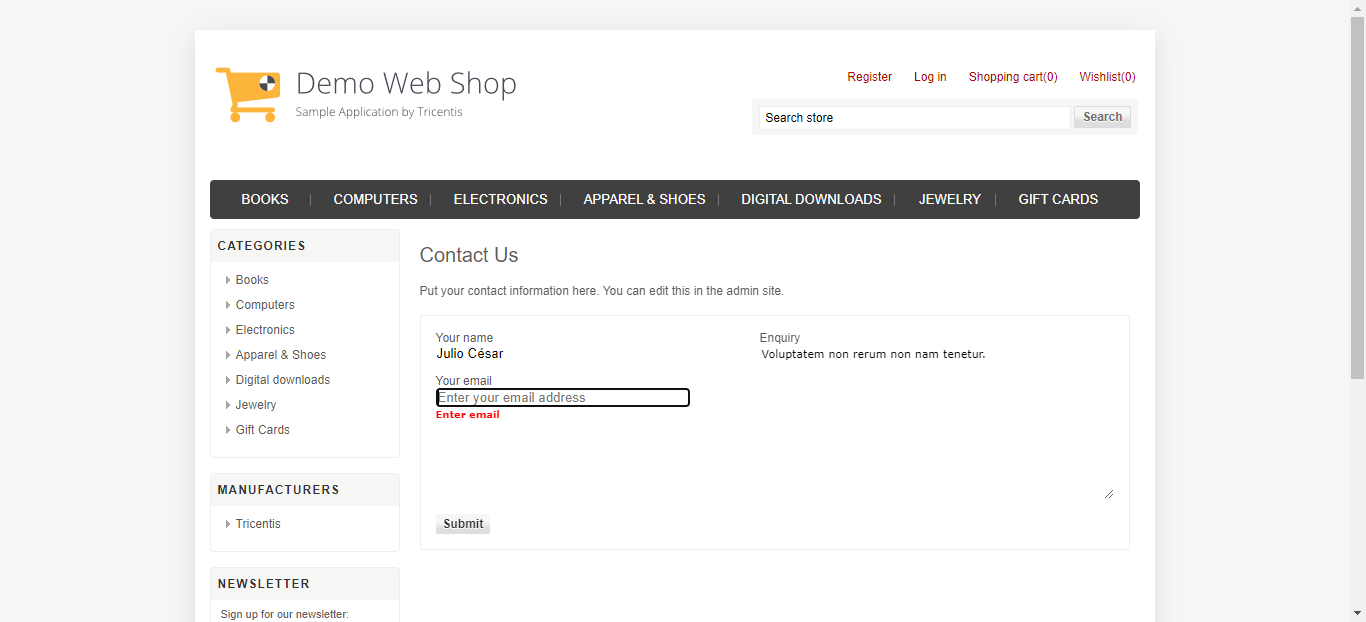 Demo Web Shop
Sample Application by Tricentis
Register Log in Shopping cart(0) Wishlist(0)
Search store Search
BOOKS COMPUTERS ELECTRONICS APPAREL & SHOES DIGITAL DOWNLOADS JEWELRY GIFT CARDS
CATEGORIES
Books
Computers
Electronics
Apparel & Shoes
Digital downloads
Jewelry
Gift Cards
MANUFACTURERS
Tricentis
NEWSLETTER
Sign up for our newsletter:
Contact Us
Put your contact information here. You can edit this in the admin site.
Your name
Julio César
Your email
Enter your email address
Enter email
Enquiry
Voluptatem non rerum non nam tenetur.
Submit